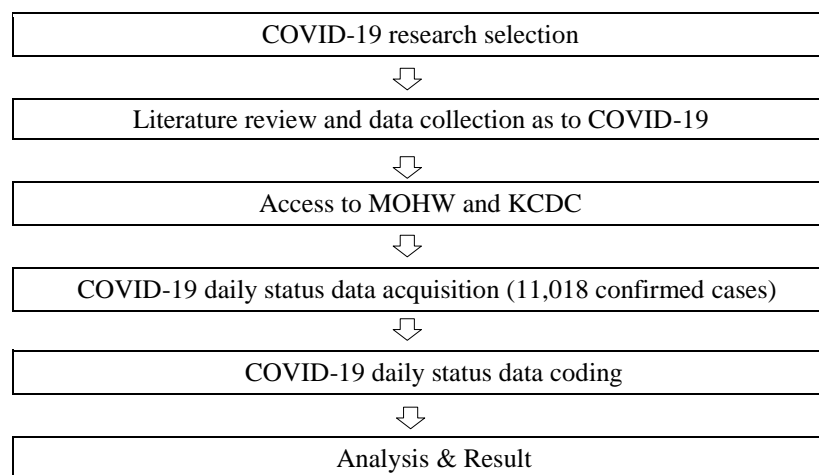 COVID-19 research selection
Literature review and data collection as to COVID-19
Access to MOHW and KCDC
COVID-19 daily status data acquisition (11,018 confirmed cases)
COVID-19 daily status data coding
Analysis & Result